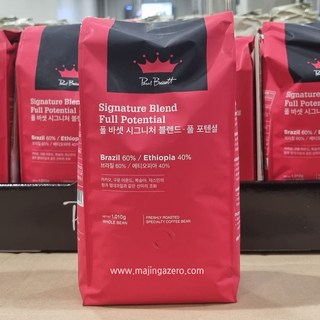 Paul Bassett
Signature Blend
Full Potential
폴 바셋 시그니처 블렌드 - 풀 포텐셜
Brazil 60% / Ethiopia 40%
브라질 60% / 에티오피아 40%
NET WT. 1,010g
WHOLE BEAN
FRESHLY ROASTED
SPECIALTY COFFEE BEAN
www.majingazero.com